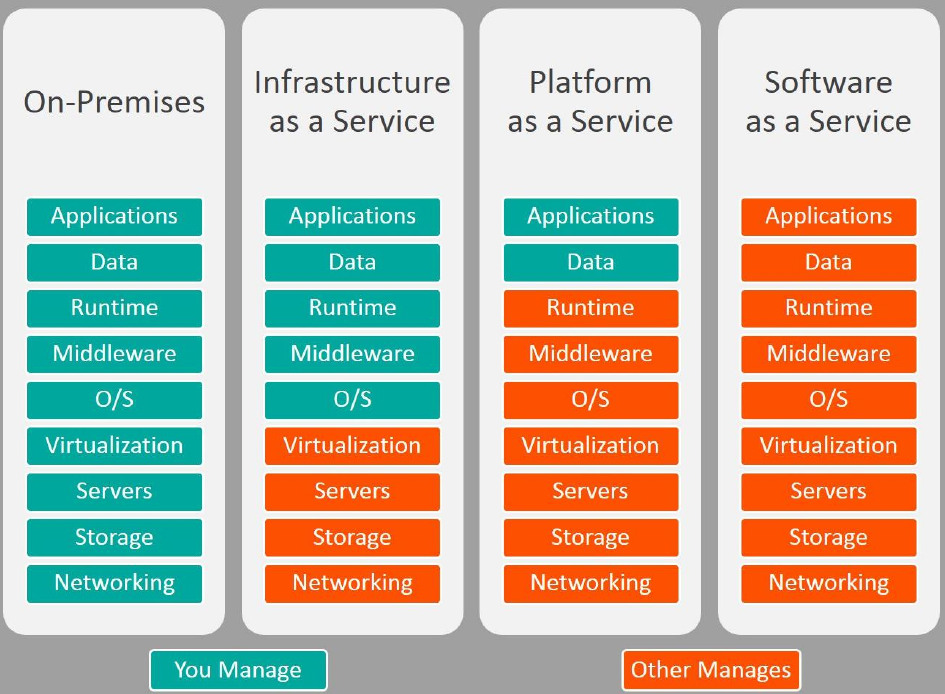 On-Premises
Applications
Data
Runtime
Middleware
O/S
Virtualization
Servers
Storage
Networking
Infrastructure
as a Service
Applications
Data
Runtime
Middleware
O/S
Virtualization
Servers
Storage
Networking
Platform
as a Service
Applications
Data
Runtime
Middleware
O/S
Virtualization
Servers
Storage
Networking
Software
as a Service
Applications
Data
Runtime
Middleware
O/S
Virtualization
Servers
Storage
Networking
You Manage
Other Manages